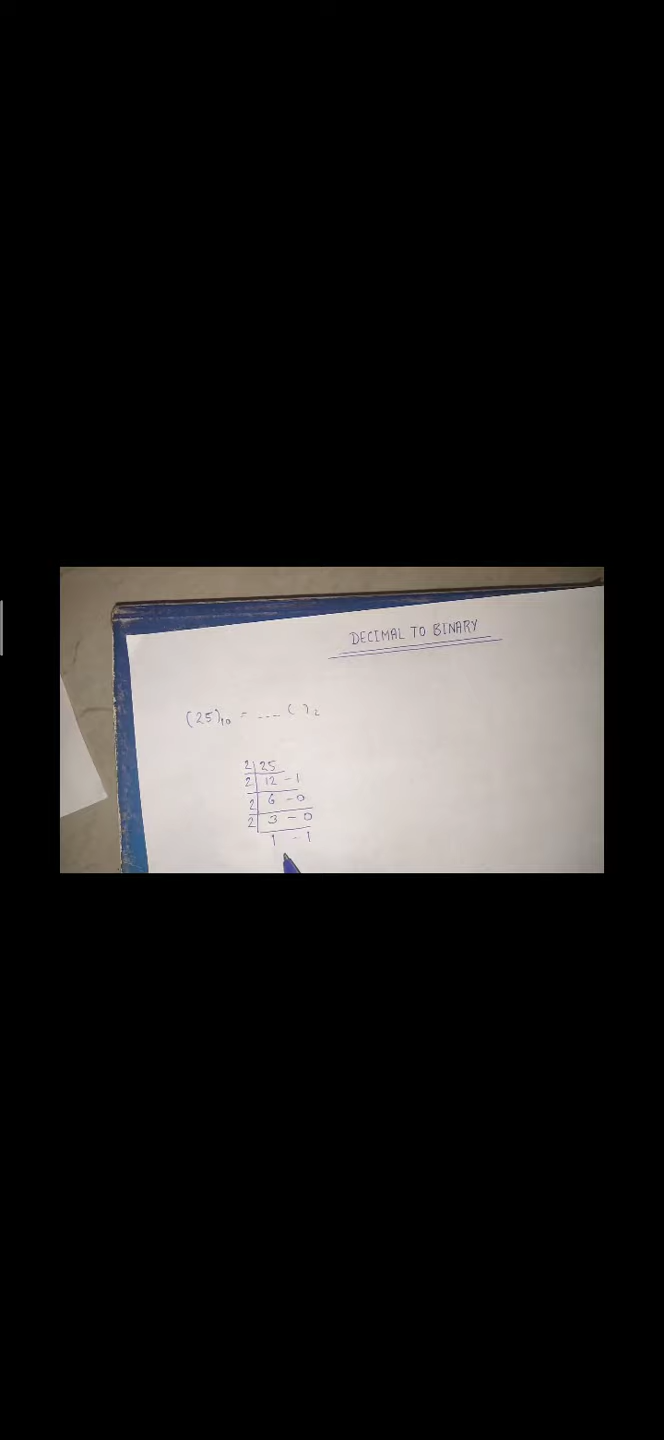 DECIMAL TO BINARY
(25)10 = ---- ( )2
2 25
2 12 - 1
2 6 - 0
2 3 - 0
1 - 1